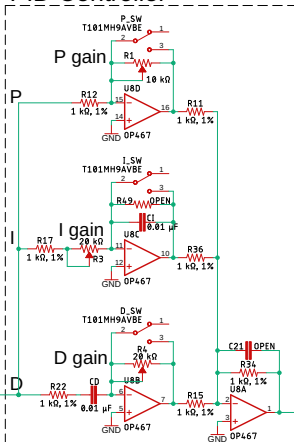 P_SW
T101MH9AVBE
2
1
3
P gain
R1
10 kΩ
P
R12
1 kΩ, 1%
U8D
15
14
16
OP467
GND
R11
1 kΩ, 1%
I_SW
T101MH9AVBE
2
1
3
R49
OPEN
CI
0.01 µF
I gain
I
R17
1 kΩ, 1%
20 kΩ
R3
U8C
11
12
10
OP467
GND
R36
1 kΩ, 1%
D_SW
T101MH9AVBE
2
1
3
D gain
R4
20 kΩ
D
R22
1 kΩ, 1%
CD
0.01 µF
U8B
6
5
7
OP467
GND
R15
1 kΩ, 1%
C21
OPEN
R34
1 kΩ, 1%
U8A
2
3
1
OP467
GND